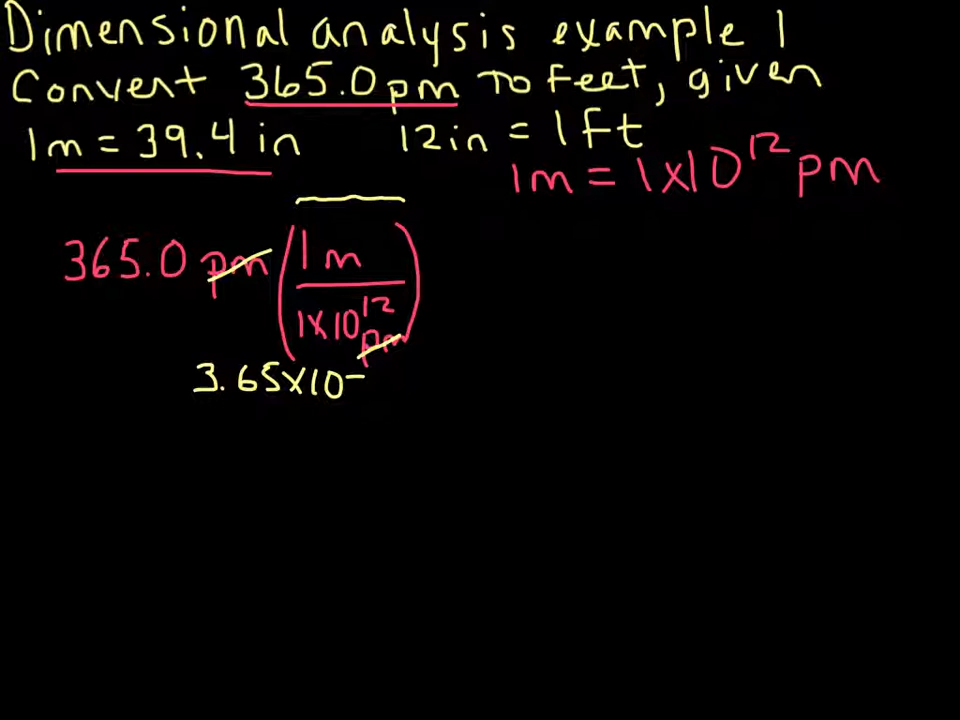 Dimensional analysis example 1
Convert 365.0 pm To Feet, given
1m = 39.4 in 12in = 1ft
1m = 1x10^12 pm
365.0 pm (1m / 1x10^12 pm)
3.65x10-